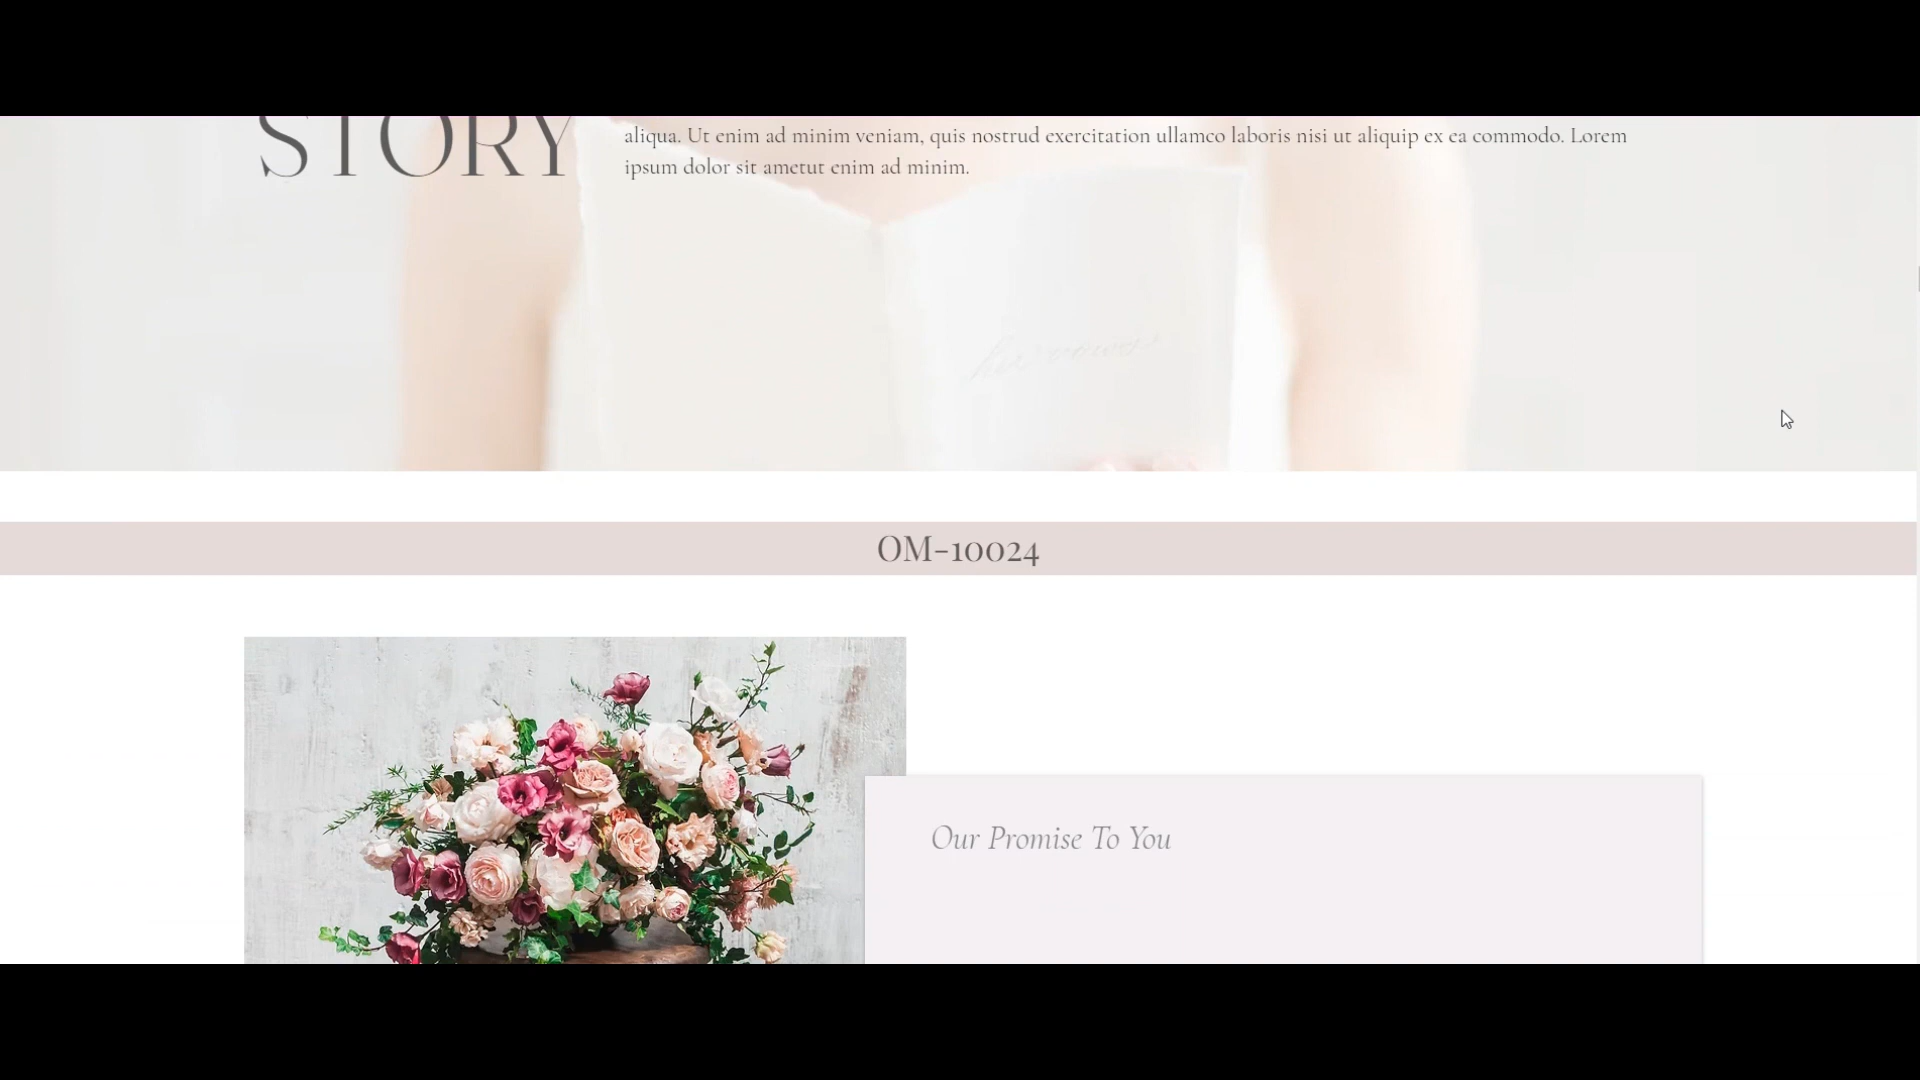 STORY
aliqua. Ut enim ad minim veniam, quis nostrud exercitation ullamco laboris nisi ut aliquip ex ea commodo. Lorem
ipsum dolor sit ametut enim ad minim.
OM-10024
Our Promise To You